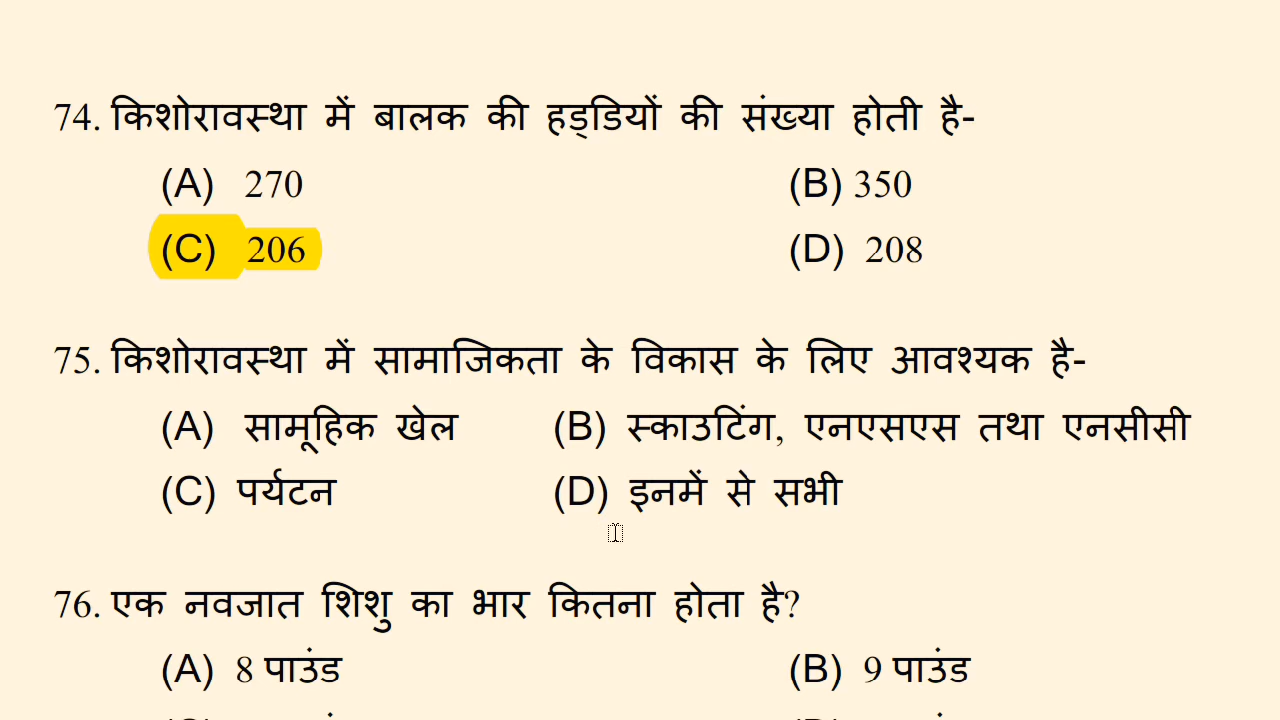 74. किशोरावस्था में बालक की हड्डियों की संख्या होती है-
(A) 270 (B) 350
(C) 206 (D) 208
75. किशोरावस्था में सामाजिकता के विकास के लिए आवश्यक है-
(A) सामूहिक खेल (B) स्काउटिंग, एनएसएस तथा एनसीसी
(C) पर्यटन (D) इनमें से सभी
76. एक नवजात शिशु का भार कितना होता है?
(A) 8 पाउंड (B) 9 पाउंड